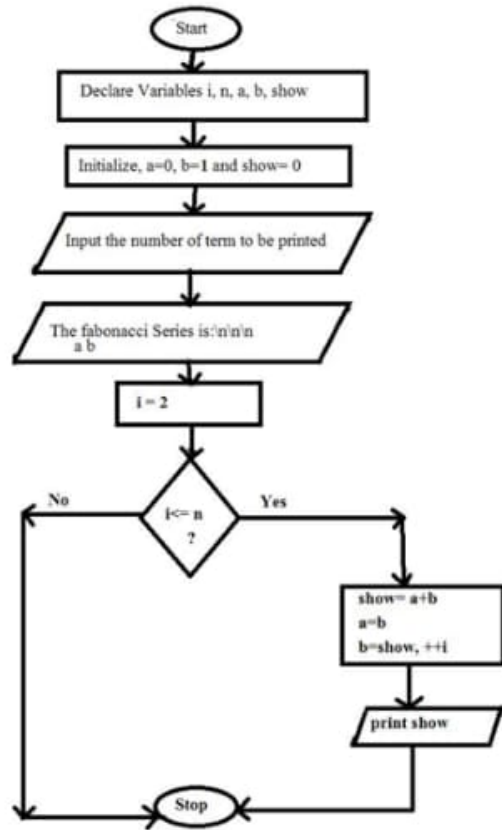 Start
Declare Variables i, n, a, b, show
Initialize, a=0, b=1 and show= 0
Input the number of term to be printed
The fabonacci Series is:\n\n\n
a b
i = 2
No
Yes
i<= n
?
show= a+b
a=b
b=show, ++i
print show
Stop